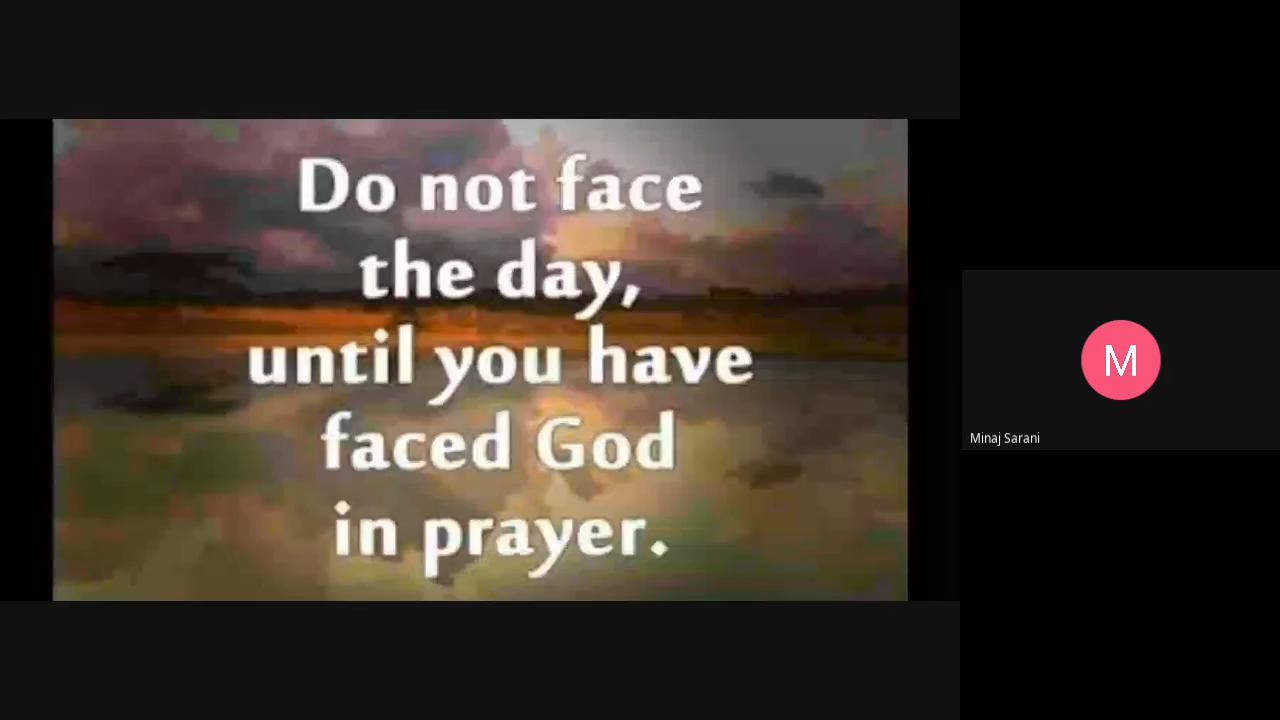 Do not face
the day,
until you have
faced God
in prayer.
M
Minaj Sarani